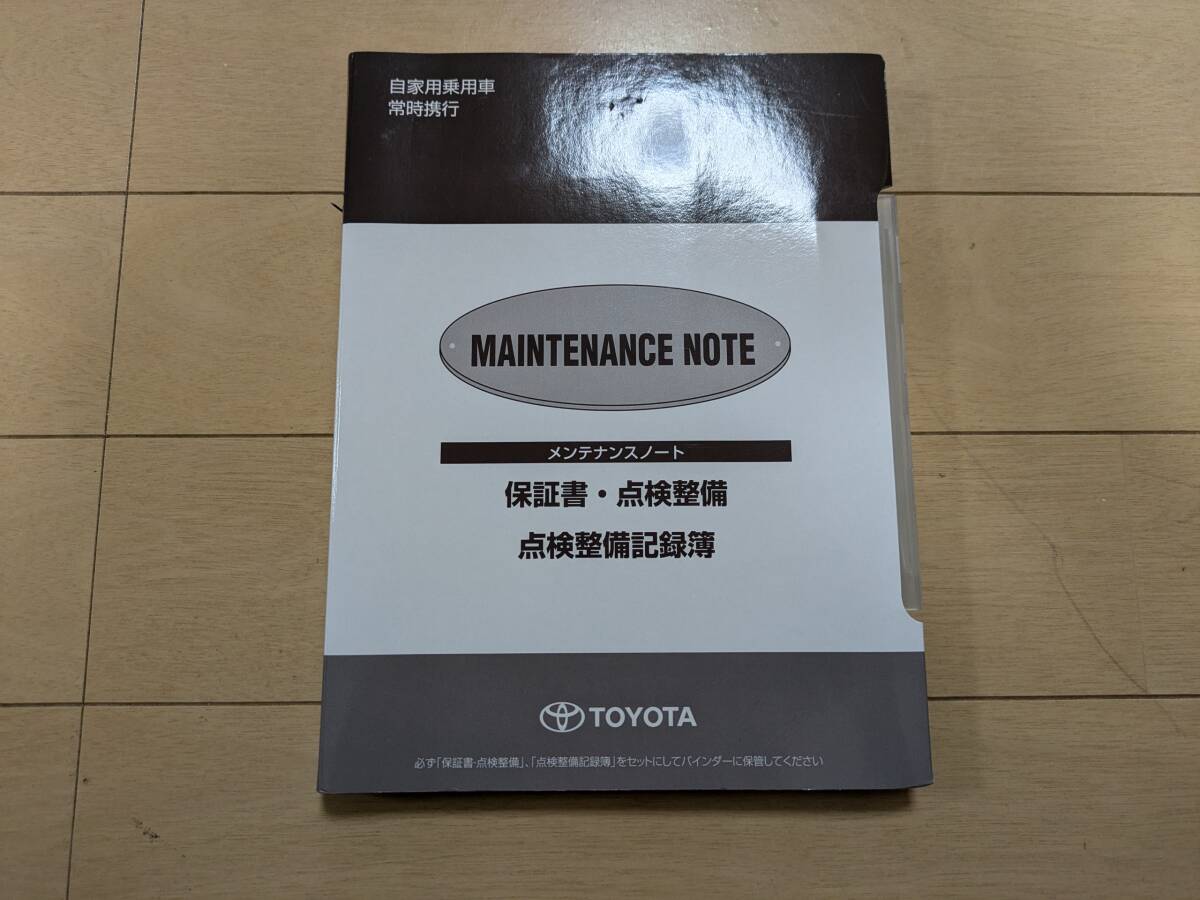 自家用乗用車
常時携行
MAINTENANCE NOTE
メンテナンスノート
保証書・点検整備
点検整備記録簿
TOYOTA
必ず「保証書・点検整備」、「点検整備記録簿」をセットにしてバインダーに保管してください